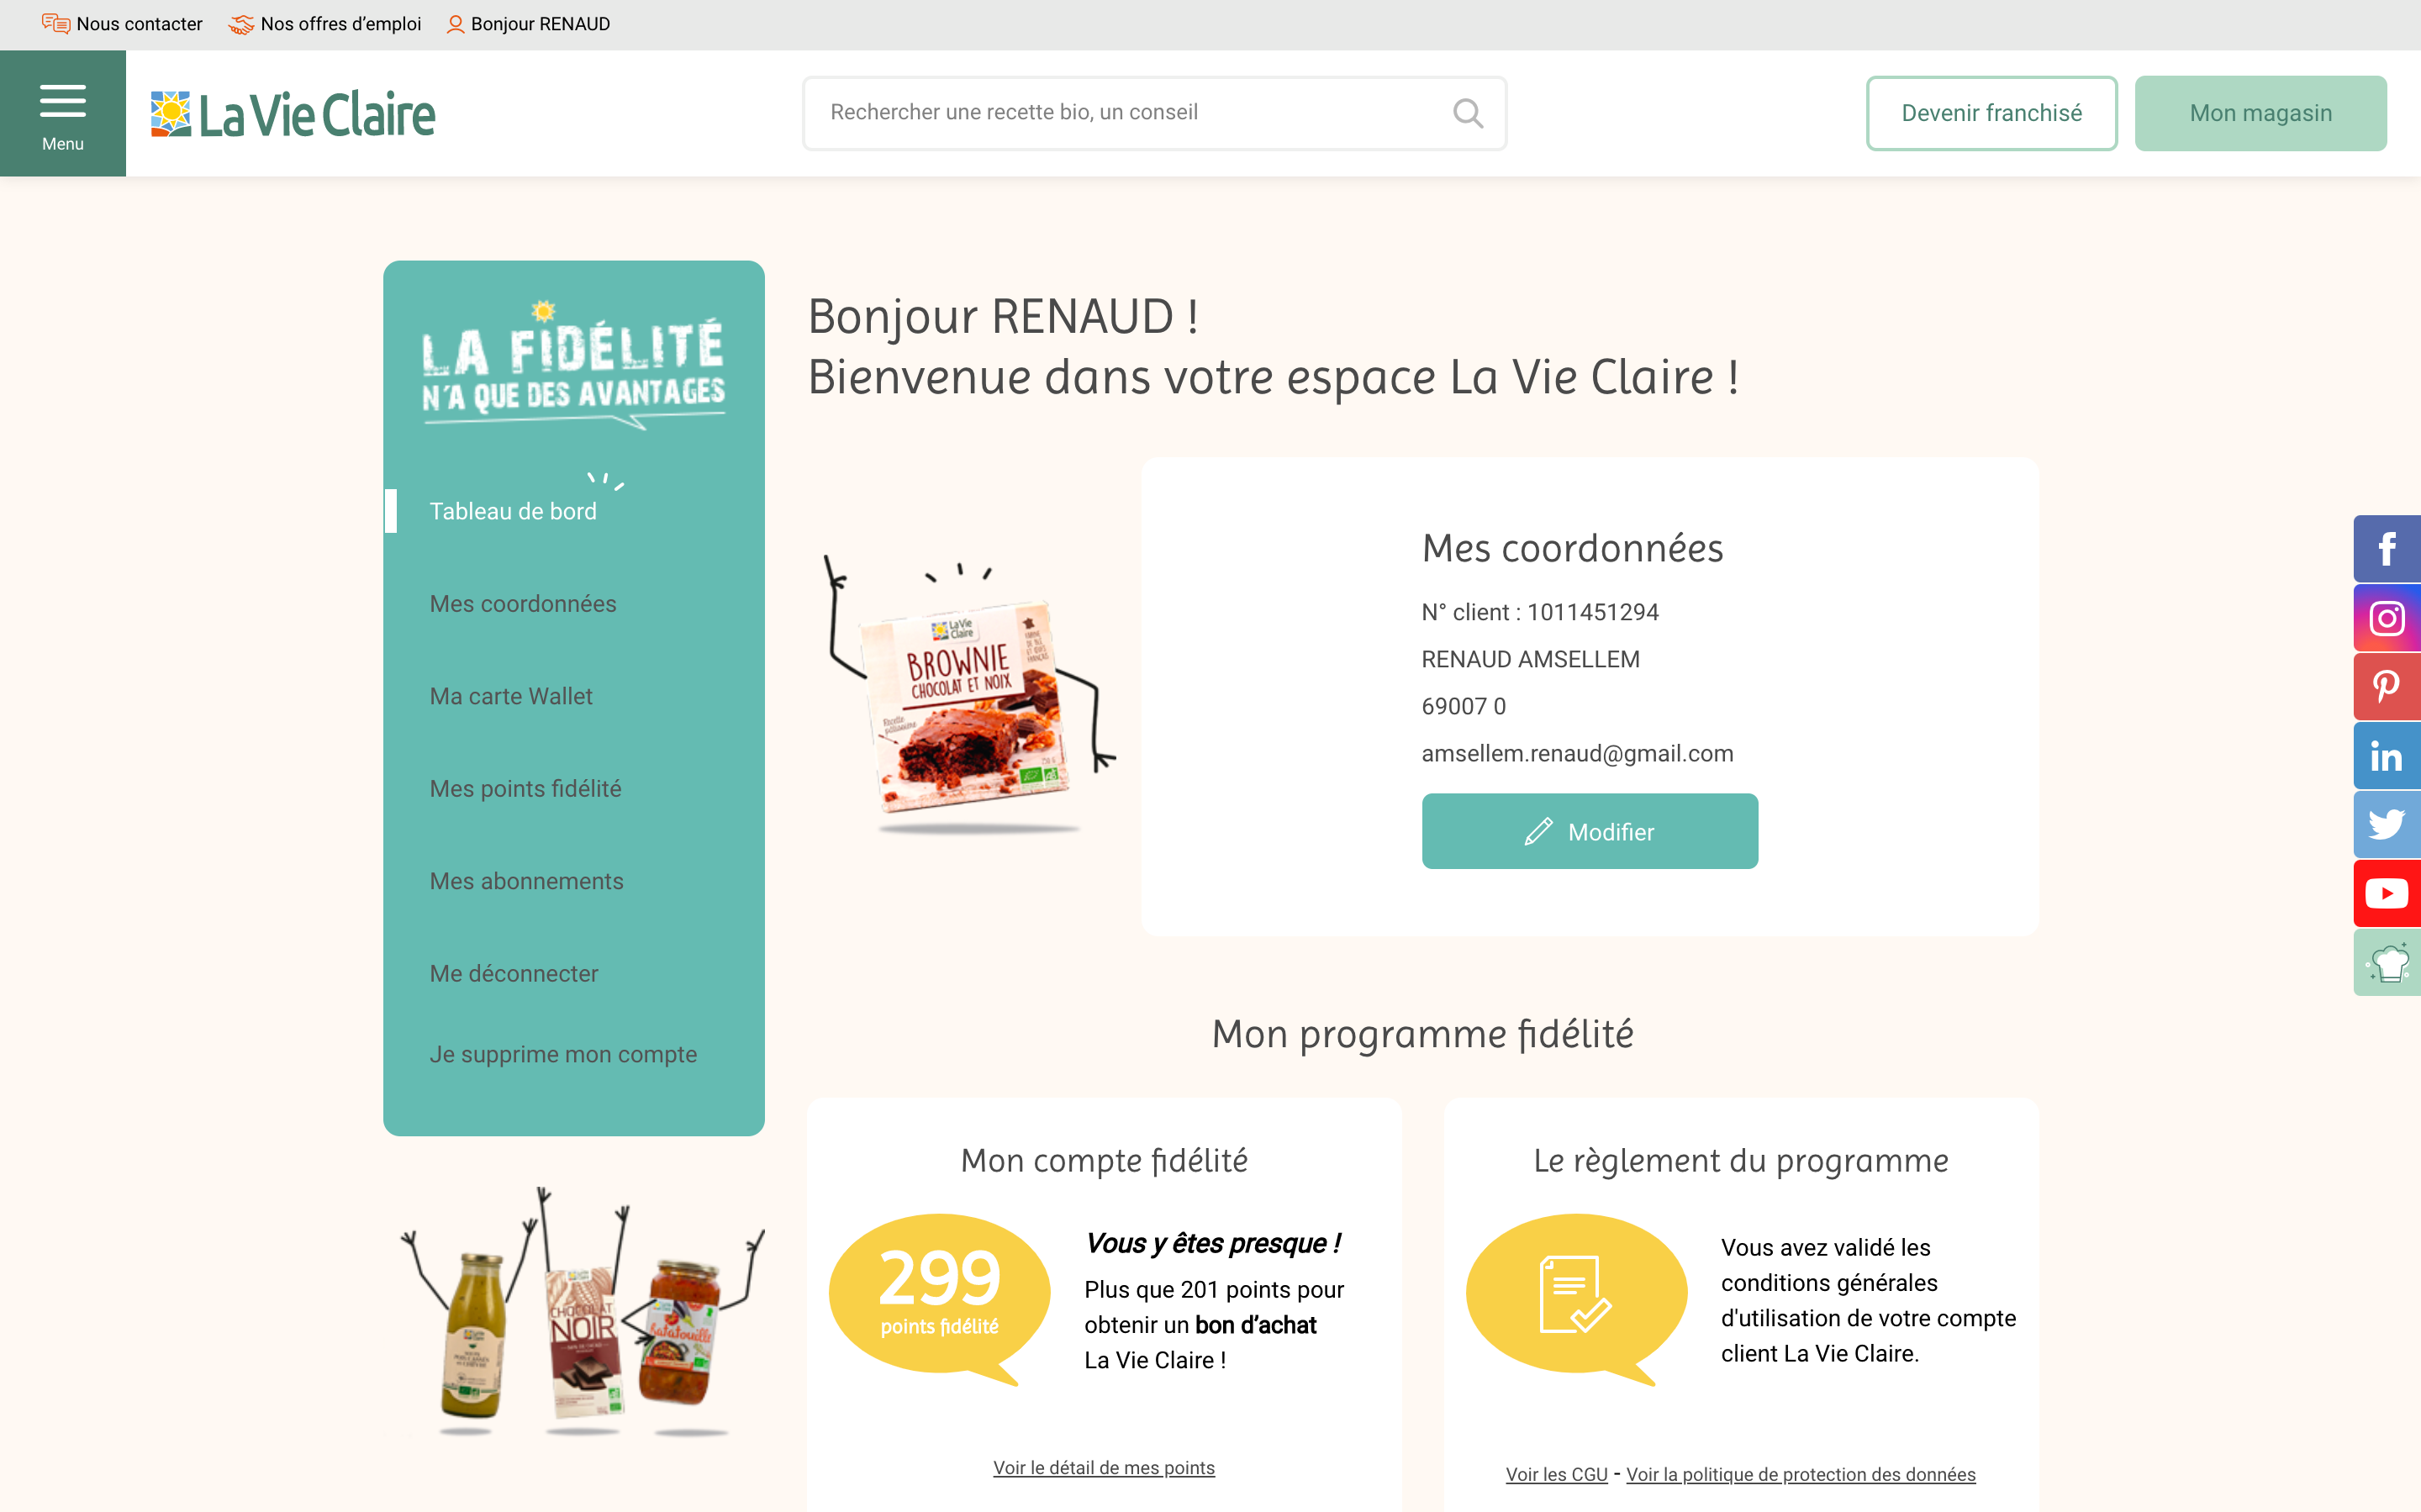 Nous contacter
Nos offres d’emploi
Bonjour RENAUD
Menu
La Vie Claire
Rechercher une recette bio, un conseil
Devenir franchisé
Mon magasin
LA FIDÉLITÉ
N'A QUE DES AVANTAGES
Tableau de bord
Mes coordonnées
Ma carte Wallet
Mes points fidélité
Mes abonnements
Me déconnecter
Je supprime mon compte
Bonjour RENAUD !
Bienvenue dans votre espace La Vie Claire !
La Vie
Claire
BROWNIE
CHOCOLAT ET NOIX
Recette
Mes coordonnées
N° client : 1011451294
RENAUD AMSELLEM
69007 0
amsellem.renaud@gmail.com
Modifier
Mon programme fidélité
Mon compte fidélité
299
points fidélité
Vous y êtes presque !
Plus que 201 points pour
obtenir un bon d’achat
La Vie Claire !
Voir le détail de mes points
Le règlement du programme
Vous avez validé les
conditions générales
d'utilisation de votre compte
client La Vie Claire.
Voir les CGU - Voir la politique de protection des données
CHOCOLAT
NOIR
Ratatouille